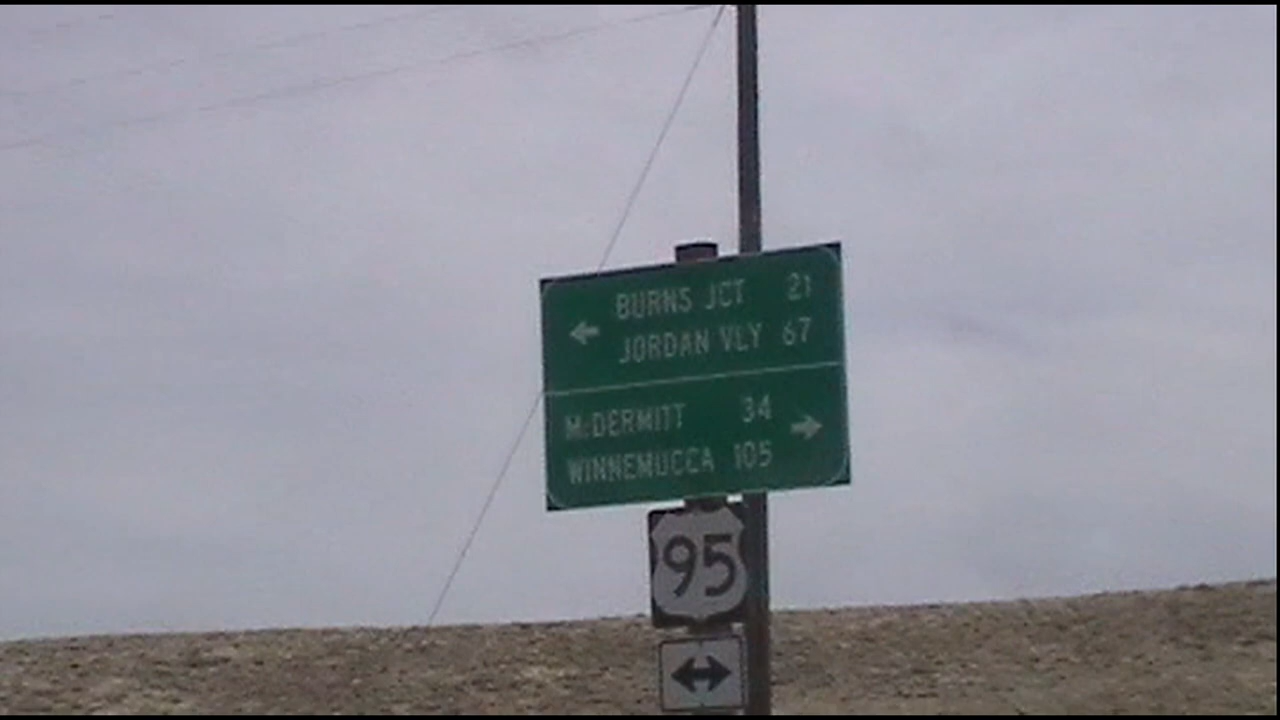 BURNS JCT 21
JORDAN VLY 67
McDERMITT 34
WINNEMUCCA 105
95